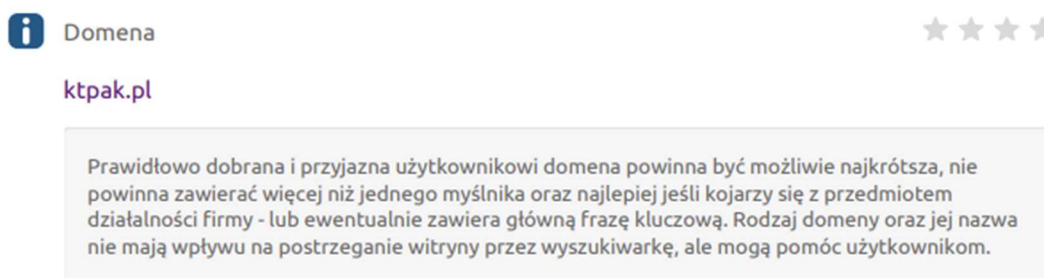 Domena
ktpak.pl
Prawidłowo dobrana i przyjazna użytkownikowi domena powinna być możliwie najkrótsza, nie
powinna zawierać więcej niż jednego myślnika oraz najlepiej jeśli kojarzy się z przedmiotem
działalności firmy - lub ewentualnie zawiera główną frazę kluczową. Rodzaj domeny oraz jej nazwa
nie mają wpływu na postrzeganie witryny przez wyszukiwarkę, ale mogą pomóc użytkownikom.